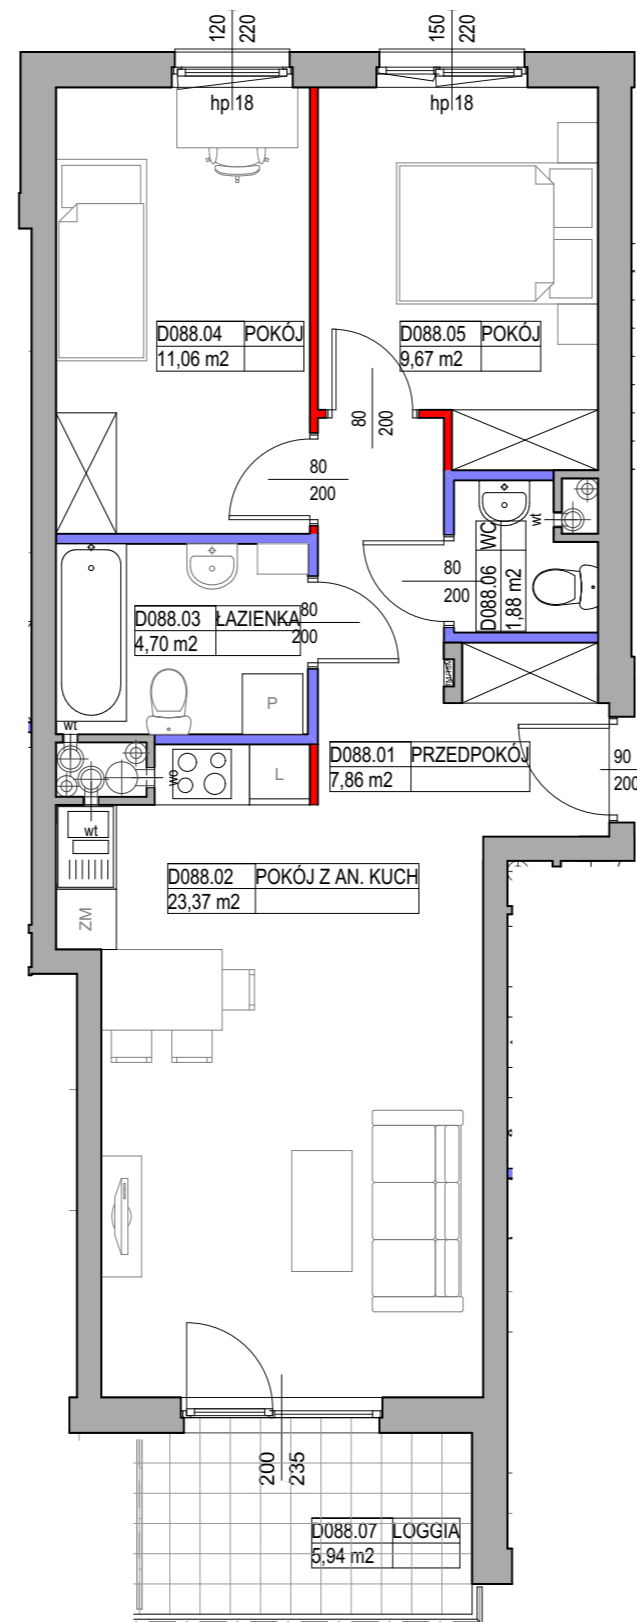 120 150
220 220
hp 18 hp 18
D088.04 POKÓJ
11,06 m2
D088.05 POKÓJ
9,67 m2
80
200
80
200
wt
D088.06 WC
1,88 m2
80
200
D088.03 ŁAZIENKA
4,70 m2
80
200
P
wt
D088.01 PRZEDPOKÓJ
7,86 m2
90
200
wo
L
wt
D088.02 POKÓJ Z AN. KUCH
23,37 m2
ZM
200
235
D088.07 LOGGIA
5,94 m2